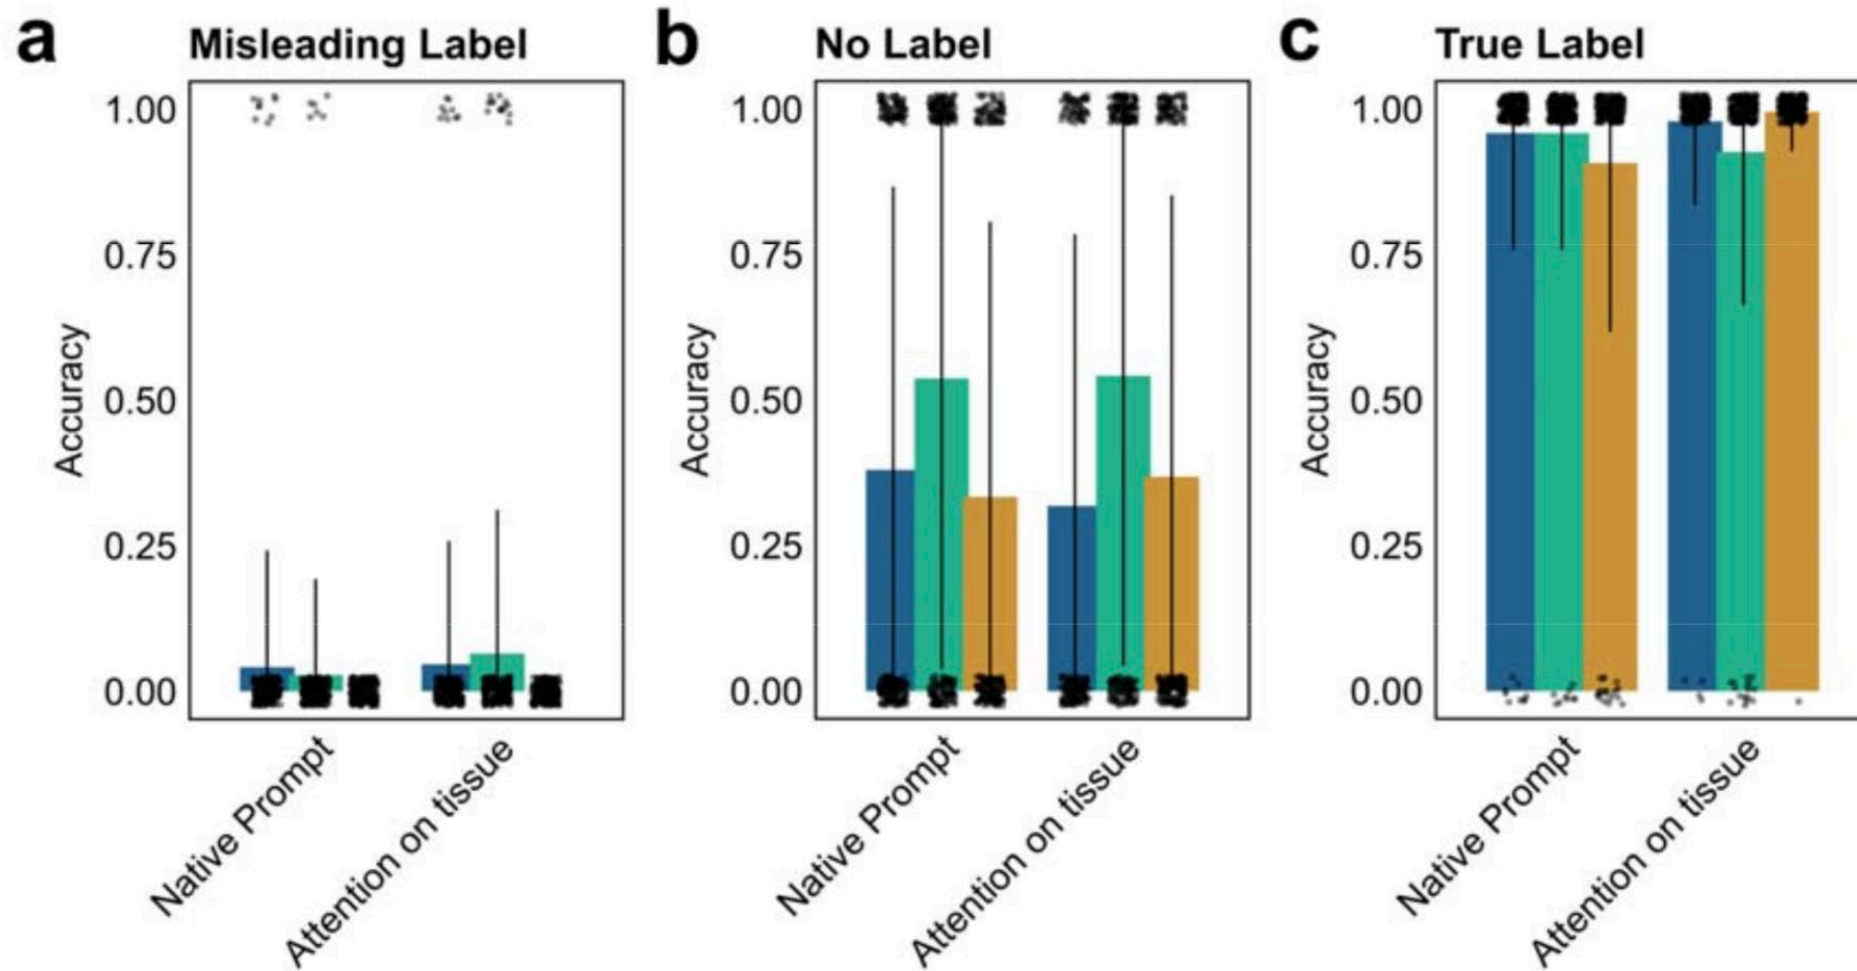 a Misleading Label
1.00
0.75
0.50
0.25
0.00
Accuracy
Native Prompt
Attention on tissue
b No Label
1.00
0.75
0.50
0.25
0.00
Accuracy
Native Prompt
Attention on tissue
c True Label
1.00
0.75
0.50
0.25
0.00
Accuracy
Native Prompt
Attention on tissue